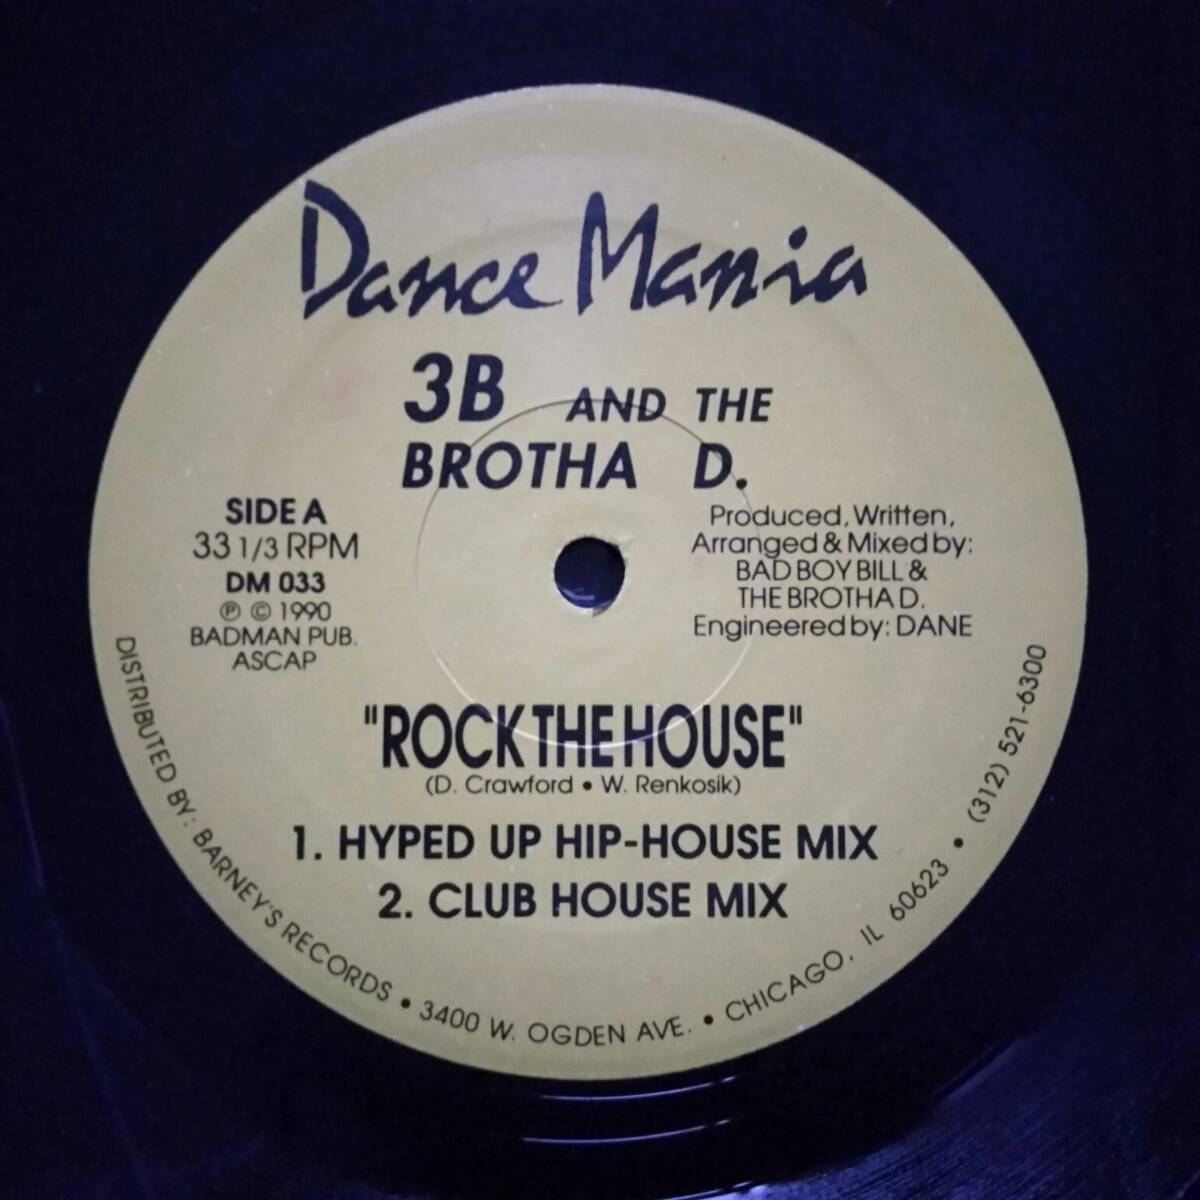 Dance Mania
3B AND THE
BROTHA D.
SIDE A
33 1/3 RPM
DM 033
℗ © 1990
BADMAN PUB.
ASCAP
Produced, Written,
Arranged & Mixed by:
BAD BOY BILL &
THE BROTHA D.
Engineered by: DANE
"ROCK THE HOUSE"
(D. Crawford • W. Renkosik)
1. HYPED UP HIP-HOUSE MIX
2. CLUB HOUSE MIX
DISTRIBUTED BY: BARNEY'S RECORDS • 3400 W. OGDEN AVE. • CHICAGO, IL 60623 • (312) 521-6300